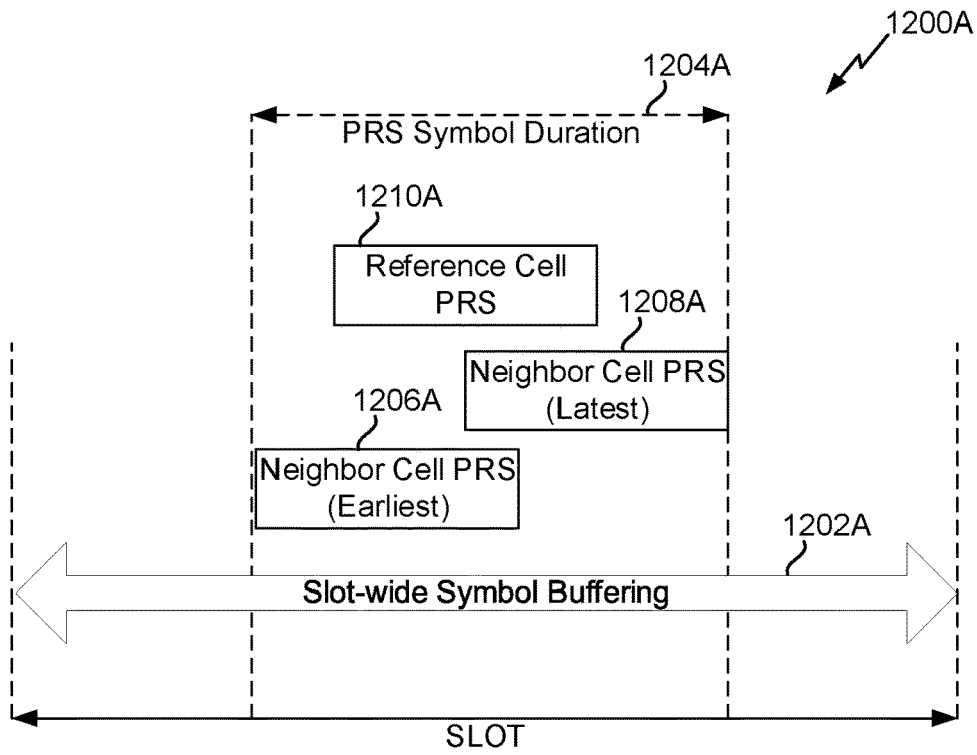 1200A
1204A
PRS Symbol Duration
1210A
Reference Cell
PRS
1208A
Neighbor Cell PRS
(Latest)
1206A
Neighbor Cell PRS
(Earliest)
1202A
Slot-wide Symbol Buffering
SLOT